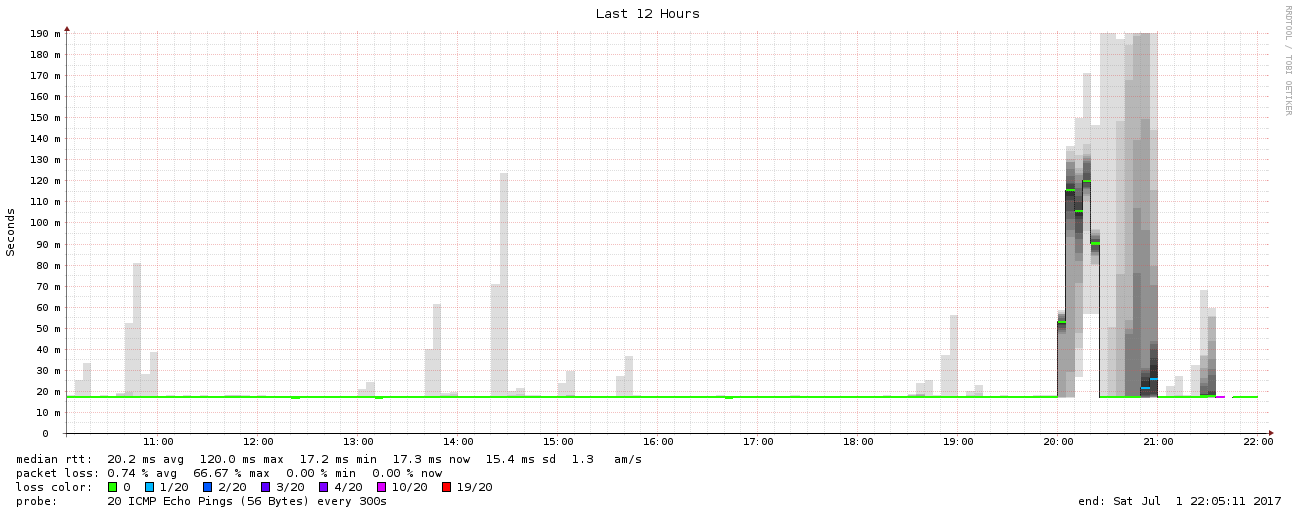 Last 12 Hours
RRDTOOL / TOBI OETIKER
Seconds
190 m
180 m
170 m
160 m
150 m
140 m
130 m
120 m
110 m
100 m
90 m
80 m
70 m
60 m
50 m
40 m
30 m
20 m
10 m
0
11:00 12:00 13:00 14:00 15:00 16:00 17:00 18:00 19:00 20:00 21:00 22:00
median rtt: 20.2 ms avg 120.0 ms max 17.2 ms min 17.3 ms now 15.4 ms sd 1.3 am/s
packet loss: 0.74 % avg 66.67 % max 0.00 % min 0.00 % now
loss color: 0 1/20 2/20 3/20 4/20 10/20 19/20
probe: 20 ICMP Echo Pings (56 Bytes) every 300s end: Sat Jul 1 22:05:11 2017